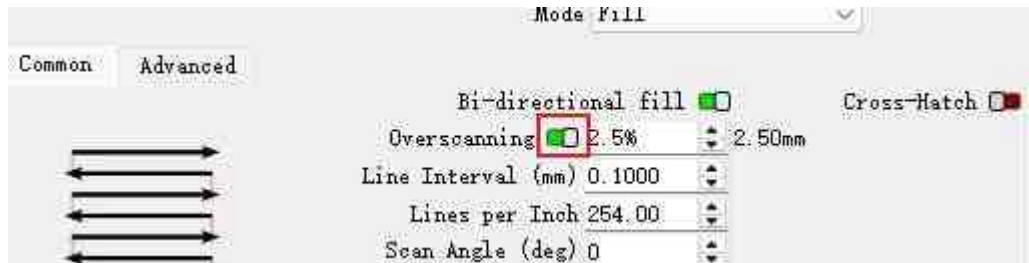 Mode Fill
Common Advanced
Bi-directional fill Cross-Hatch
Overscanning 2.5% 2.50mm
Line Interval (mm) 0.1000
Lines per Inch 254.00
Scan Angle (deg) 0